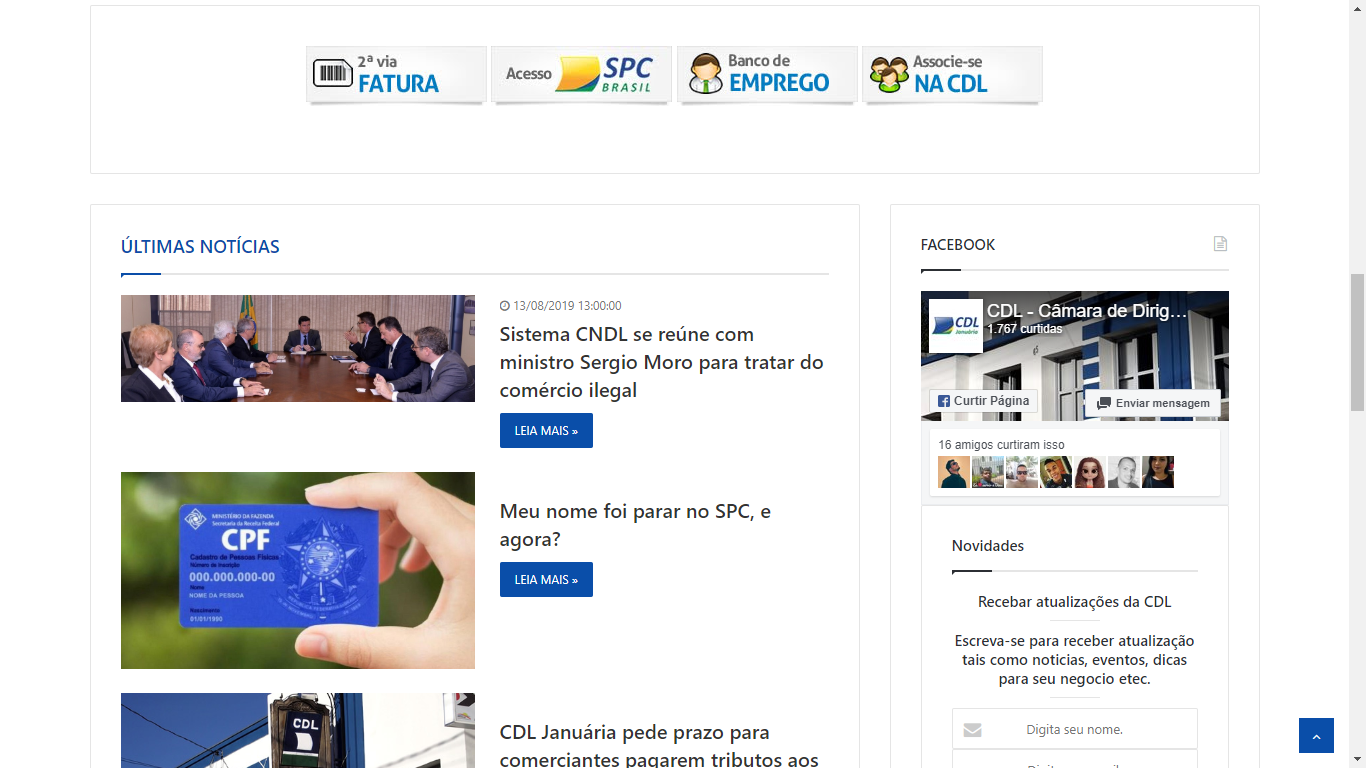 2ª via
FATURA
Acesso
SPC
BRASIL
Banco de
EMPREGO
Associe-se
NA CDL
ÚLTIMAS NOTÍCIAS
13/08/2019 13:00:00
Sistema CNDL se reúne com
ministro Sergio Moro para tratar do
comércio ilegal
LEIA MAIS »
MINISTÉRIO DA FAZENDA
Secretaria da Receita Federal
CPF
Cadastro de Pessoas Físicas
Número de Inscrição
000.000.000-00
Nome
NOME DA PESSOA
Nascimento
01/01/1990
Meu nome foi parar no SPC, e
agora?
LEIA MAIS »
CDL
CDL Januária pede prazo para
comerciantes pagarem tributos aos
FACEBOOK
CDL
Januária
CDL - Câmara de Dirig...
1.767 curtidas
Curtir Página
Enviar mensagem
16 amigos curtiram isso
Novidades
Recebar atualizações da CDL
Escreva-se para receber atualização
tais como noticias, eventos, dicas
para seu negocio etec.
Digita seu nome.